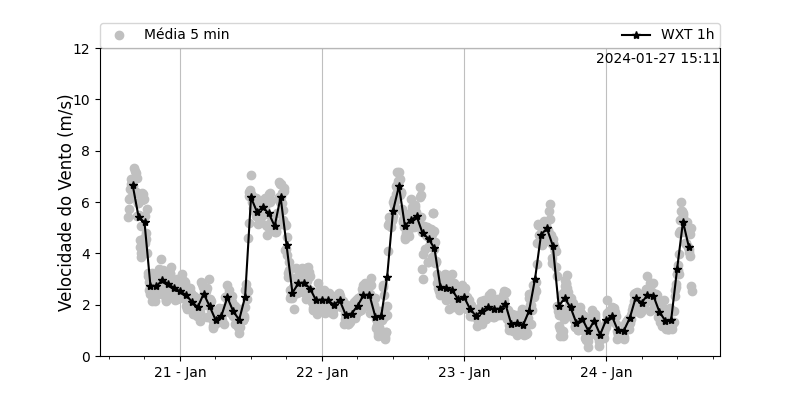 Média 5 min
WXT 1h
2024-01-27 15:11
Velocidade do Vento (m/s)
12
10
8
6
4
2
0
21 - Jan
22 - Jan
23 - Jan
24 - Jan